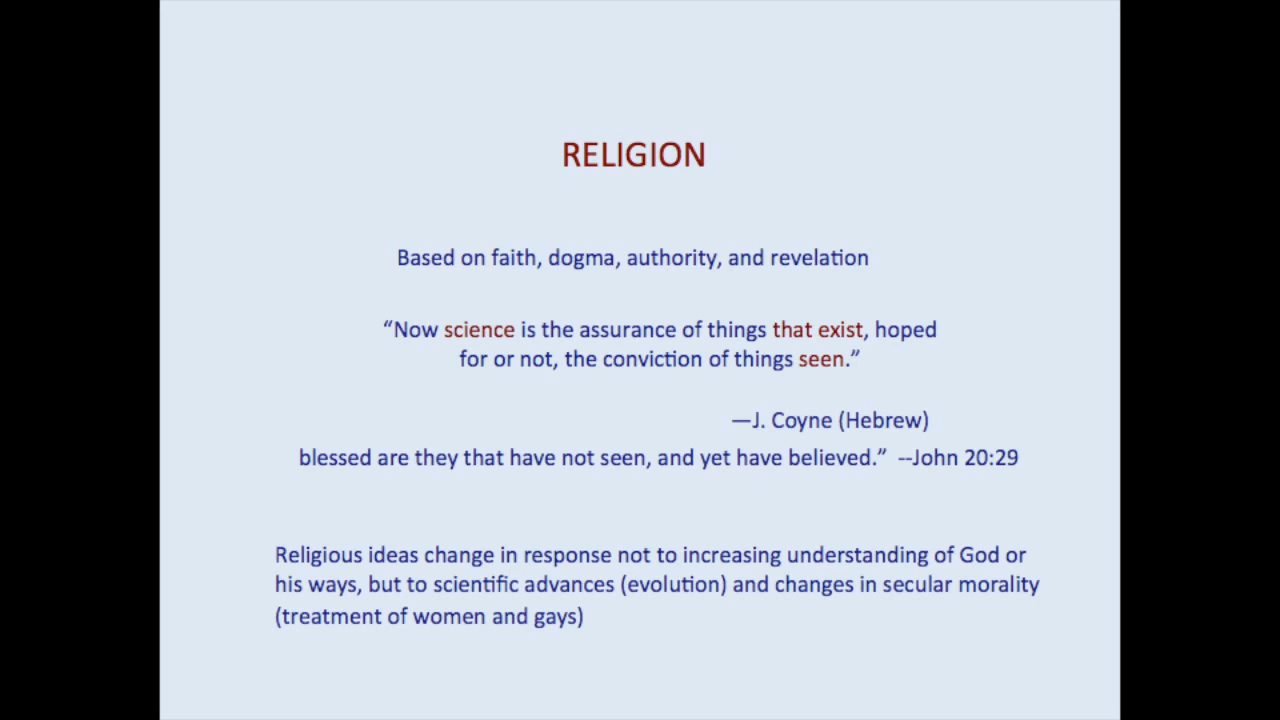 RELIGION
Based on faith, dogma, authority, and revelation
“Now science is the assurance of things that exist, hoped
for or not, the conviction of things seen.”
—J. Coyne (Hebrew)
blessed are they that have not seen, and yet have believed.” --John 20:29
Religious ideas change in response not to increasing understanding of God or
his ways, but to scientific advances (evolution) and changes in secular morality
(treatment of women and gays)